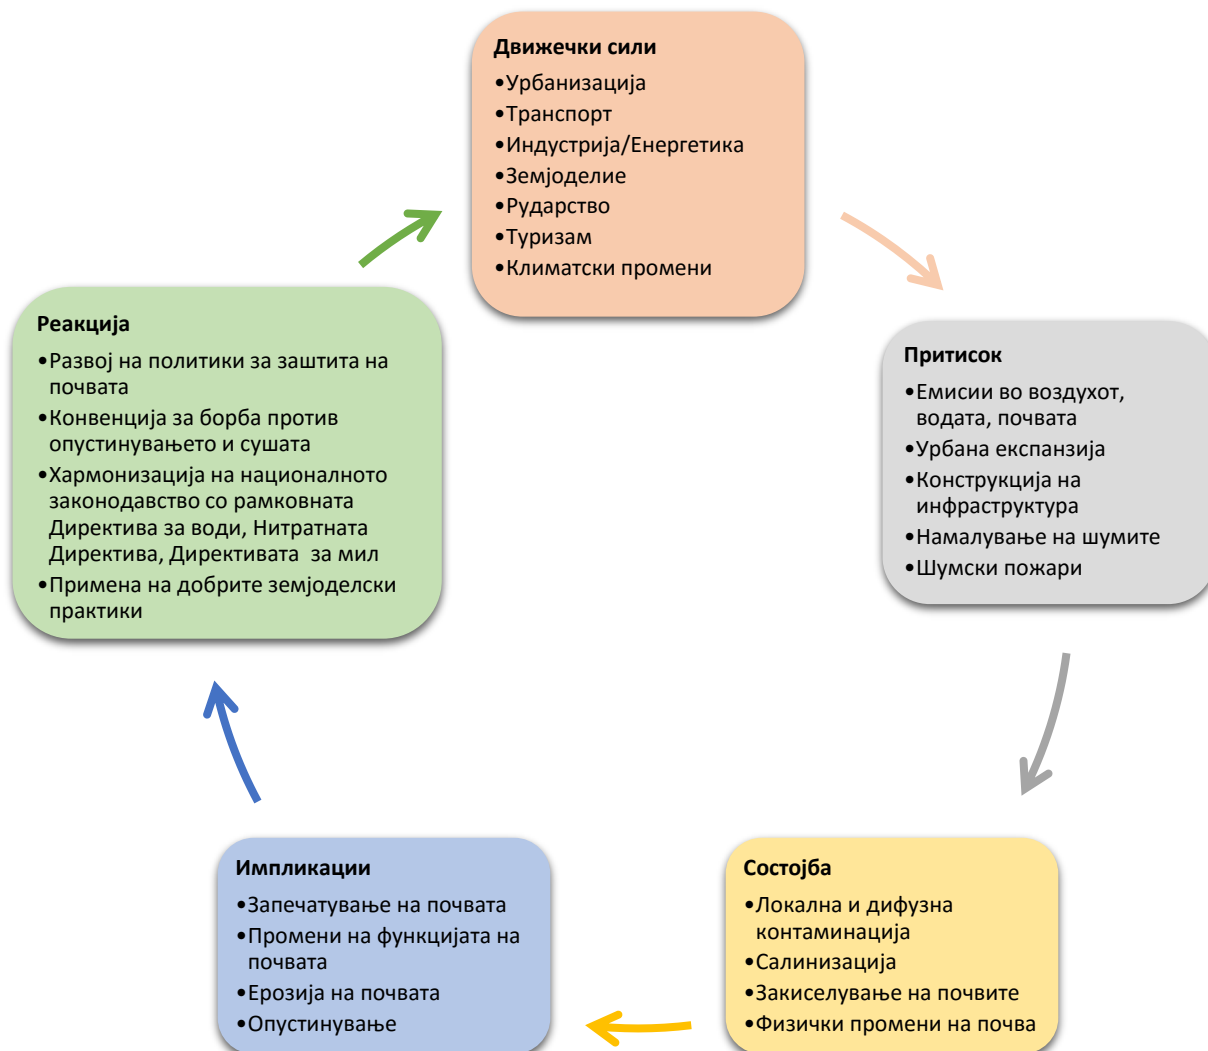 Движечки сили
•Урбанизација
•Транспорт
•Индустрија/Енергетика
•Земјоделие
•Рударство
•Туризам
•Климатски промени
Притисок
•Емисии во воздухот,
водата, почвата
•Урбана експанзија
•Конструкција на
инфраструктура
•Намалување на шумите
•Шумски пожари
Состојба
•Локална и дифузна
контаминација
•Салинизација
•Закиселување на почвите
•Физички промени на почва
Импликации
•Запечатување на почвата
•Промени на функцијата на
почвата
•Ерозија на почвата
•Опустинување
Реакција
•Развој на политики за заштита на
почвата
•Конвенција за борба против
опустинувањето и сушата
•Хармонизација на националното
законодавство со рамковната
Директива за води, Нитратната
Директива, Директивата  за мил
•Примена на добрите земјоделски
практики